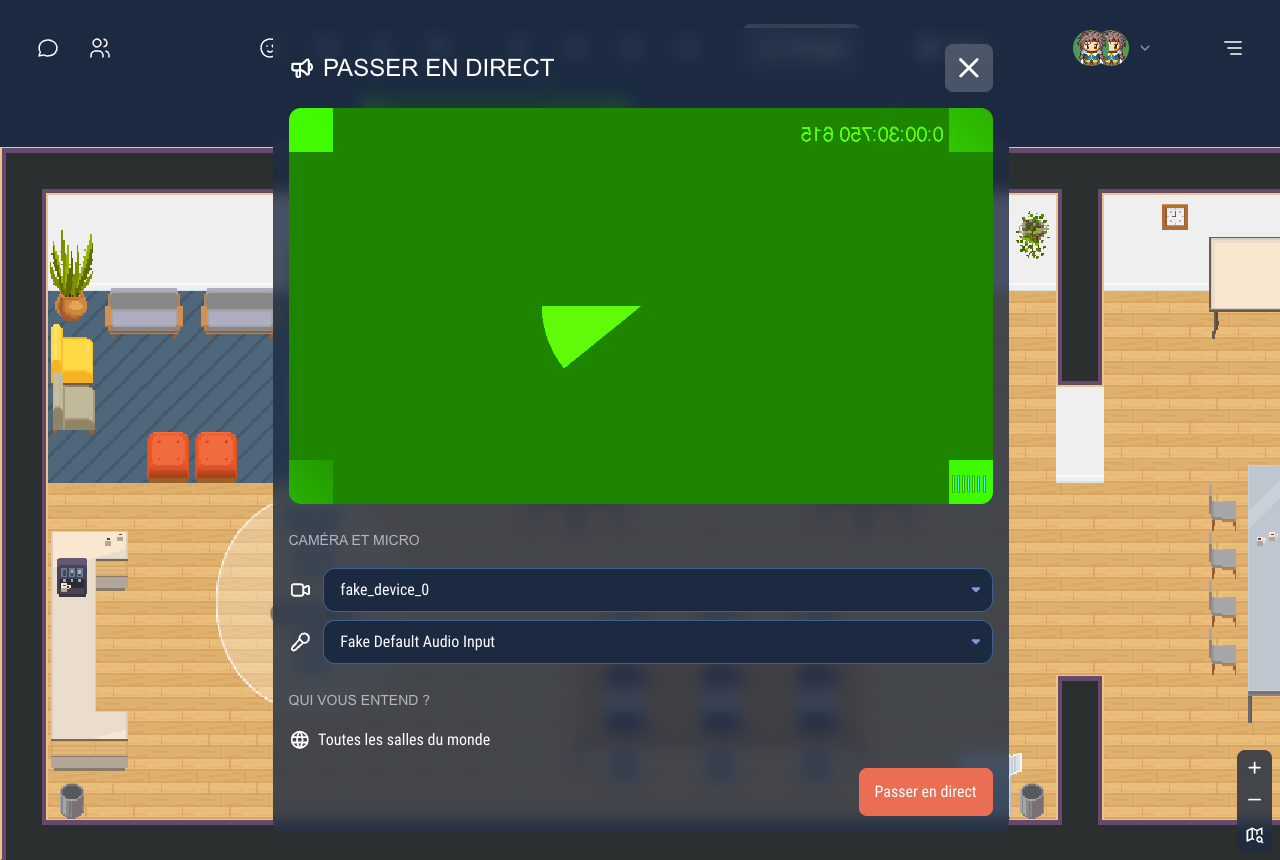 PASSER EN DIRECT
0:00:30:750 615
CAMÉRA ET MICRO
fake_device_0
Fake Default Audio Input
QUI VOUS ENTEND ?
Toutes les salles du monde
Passer en direct